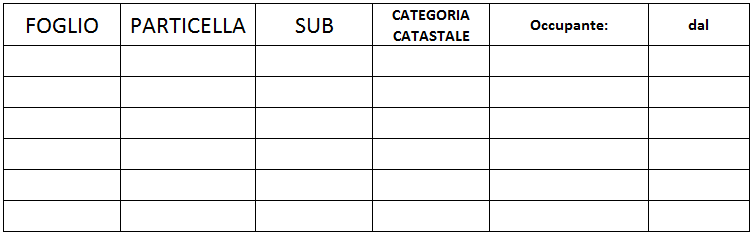 FOGLIO PARTICELLA SUB CATEGORIA CATASTALE Occupante: dal